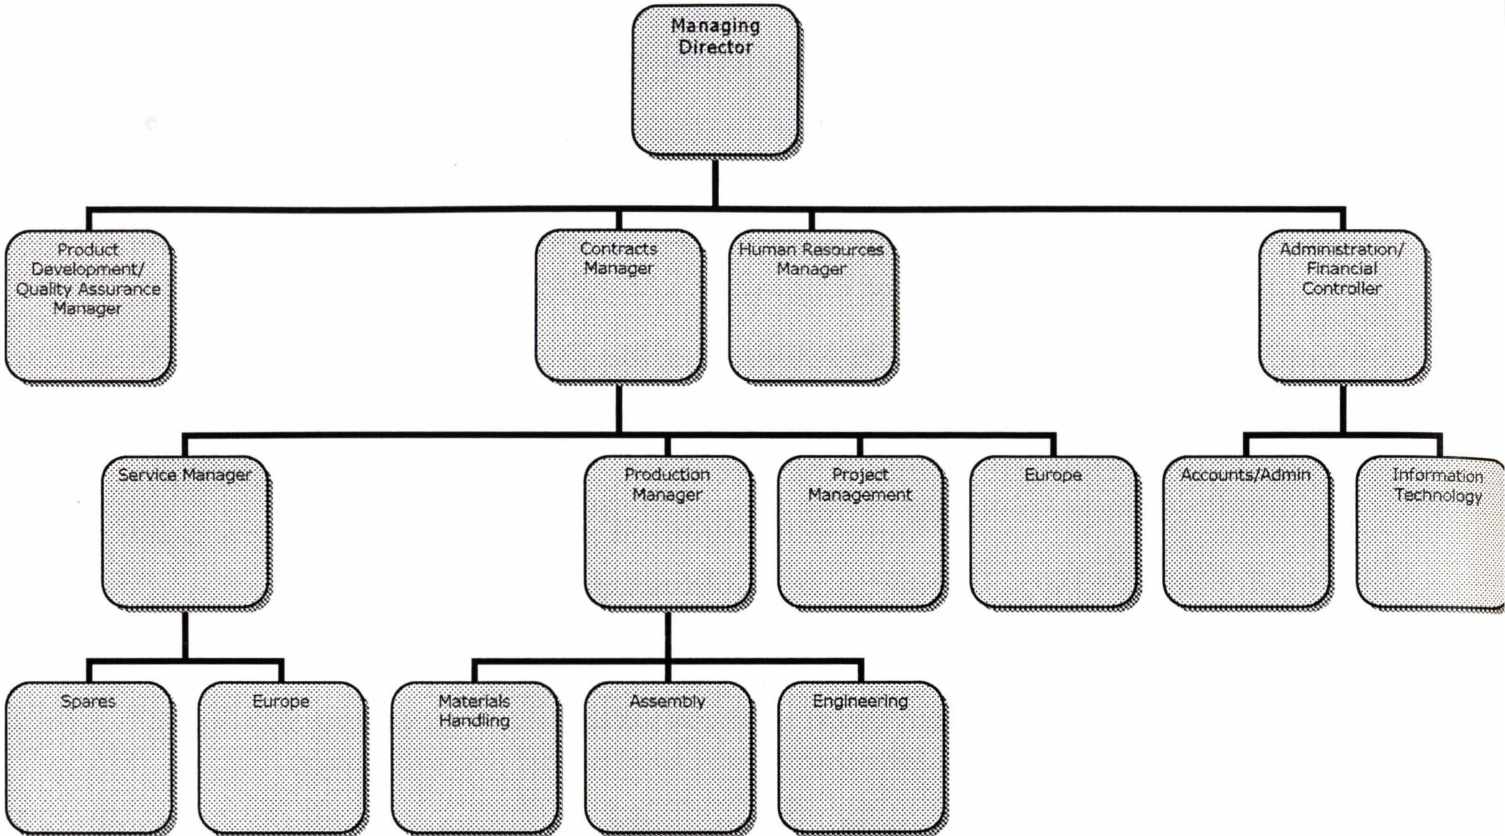 Managing
Director
Product
Development/
Quality Assurance
Manager
Contracts
Manager
Human Resources
Manager
Administration/
Financial
Controller
Service Manager
Production
Manager
Project
Management
Europe
Accounts/Admin
Information
Technology
Spares
Europe
Materials
Handling
Assembly
Engineering